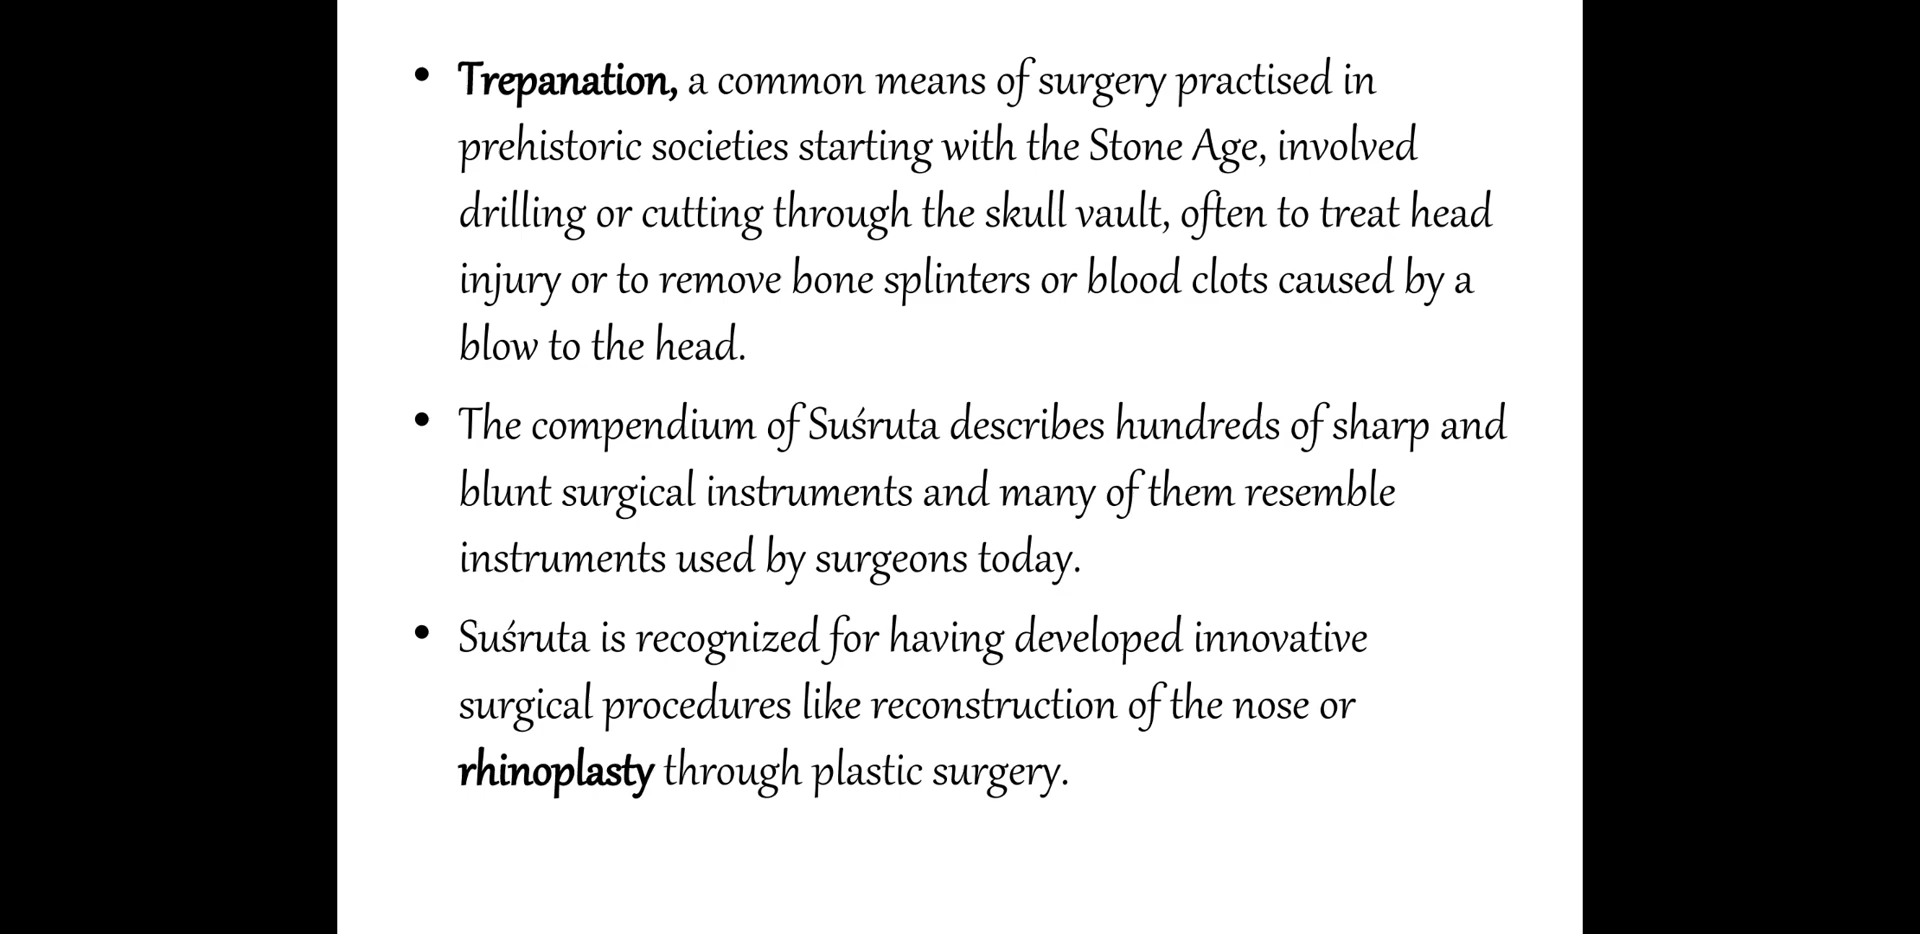 • Trepanation, a common means of surgery practised in
prehistoric societies starting with the Stone Age, involved
drilling or cutting through the skull vault, often to treat head
injury or to remove bone splinters or blood clots caused by a
blow to the head.
• The compendium of Suśruta describes hundreds of sharp and
blunt surgical instruments and many of them resemble
instruments used by surgeons today.
• Suśruta is recognized for having developed innovative
surgical procedures like reconstruction of the nose or
rhinoplasty through plastic surgery.